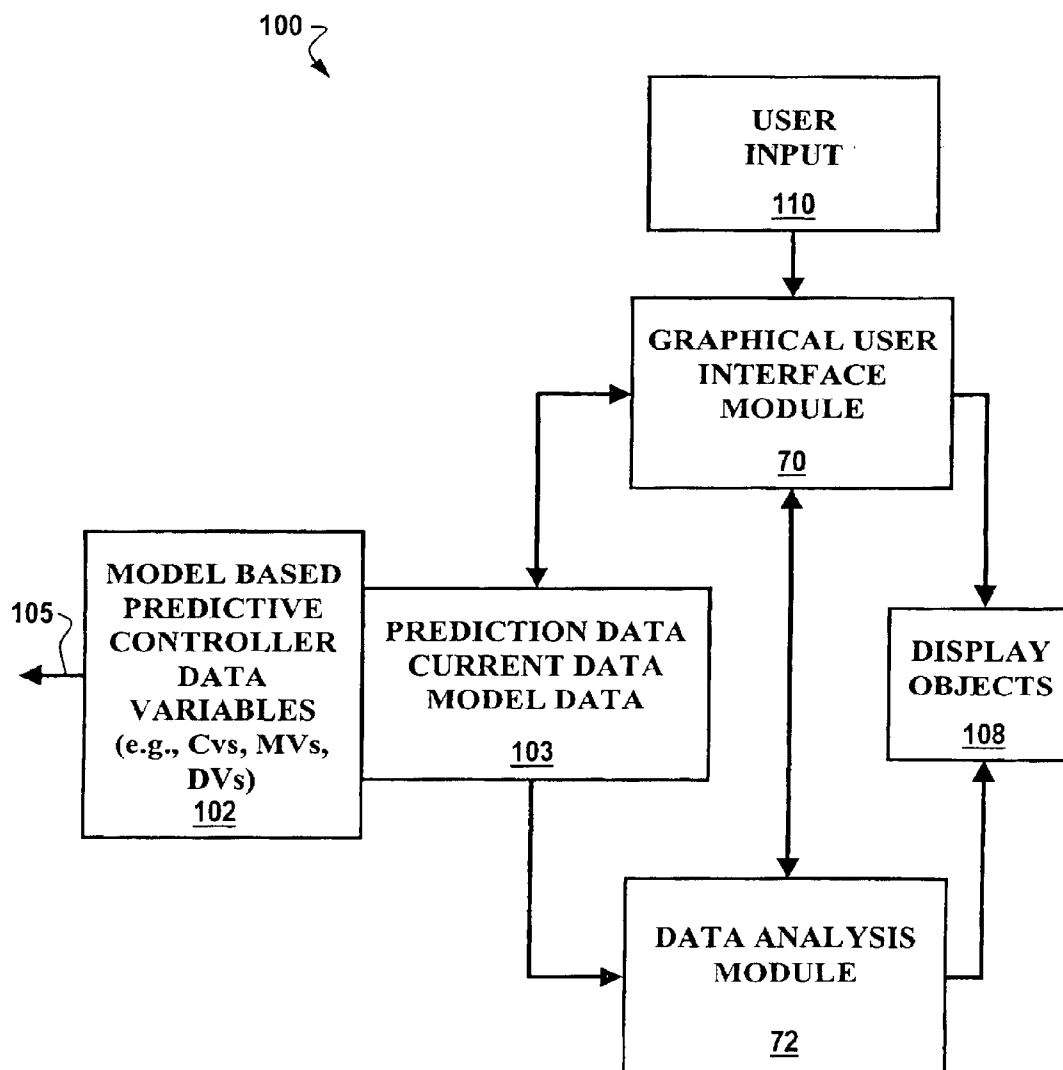 100
USER
INPUT
110
GRAPHICAL USER
INTERFACE
MODULE
70
105
MODEL BASED
PREDICTIVE
CONTROLLER
DATA
VARIABLES
(e.g., Cvs, MVs,
DVs)
102
PREDICTION DATA
CURRENT DATA
MODEL DATA
103
DISPLAY
OBJECTS
108
DATA ANALYSIS
MODULE
72